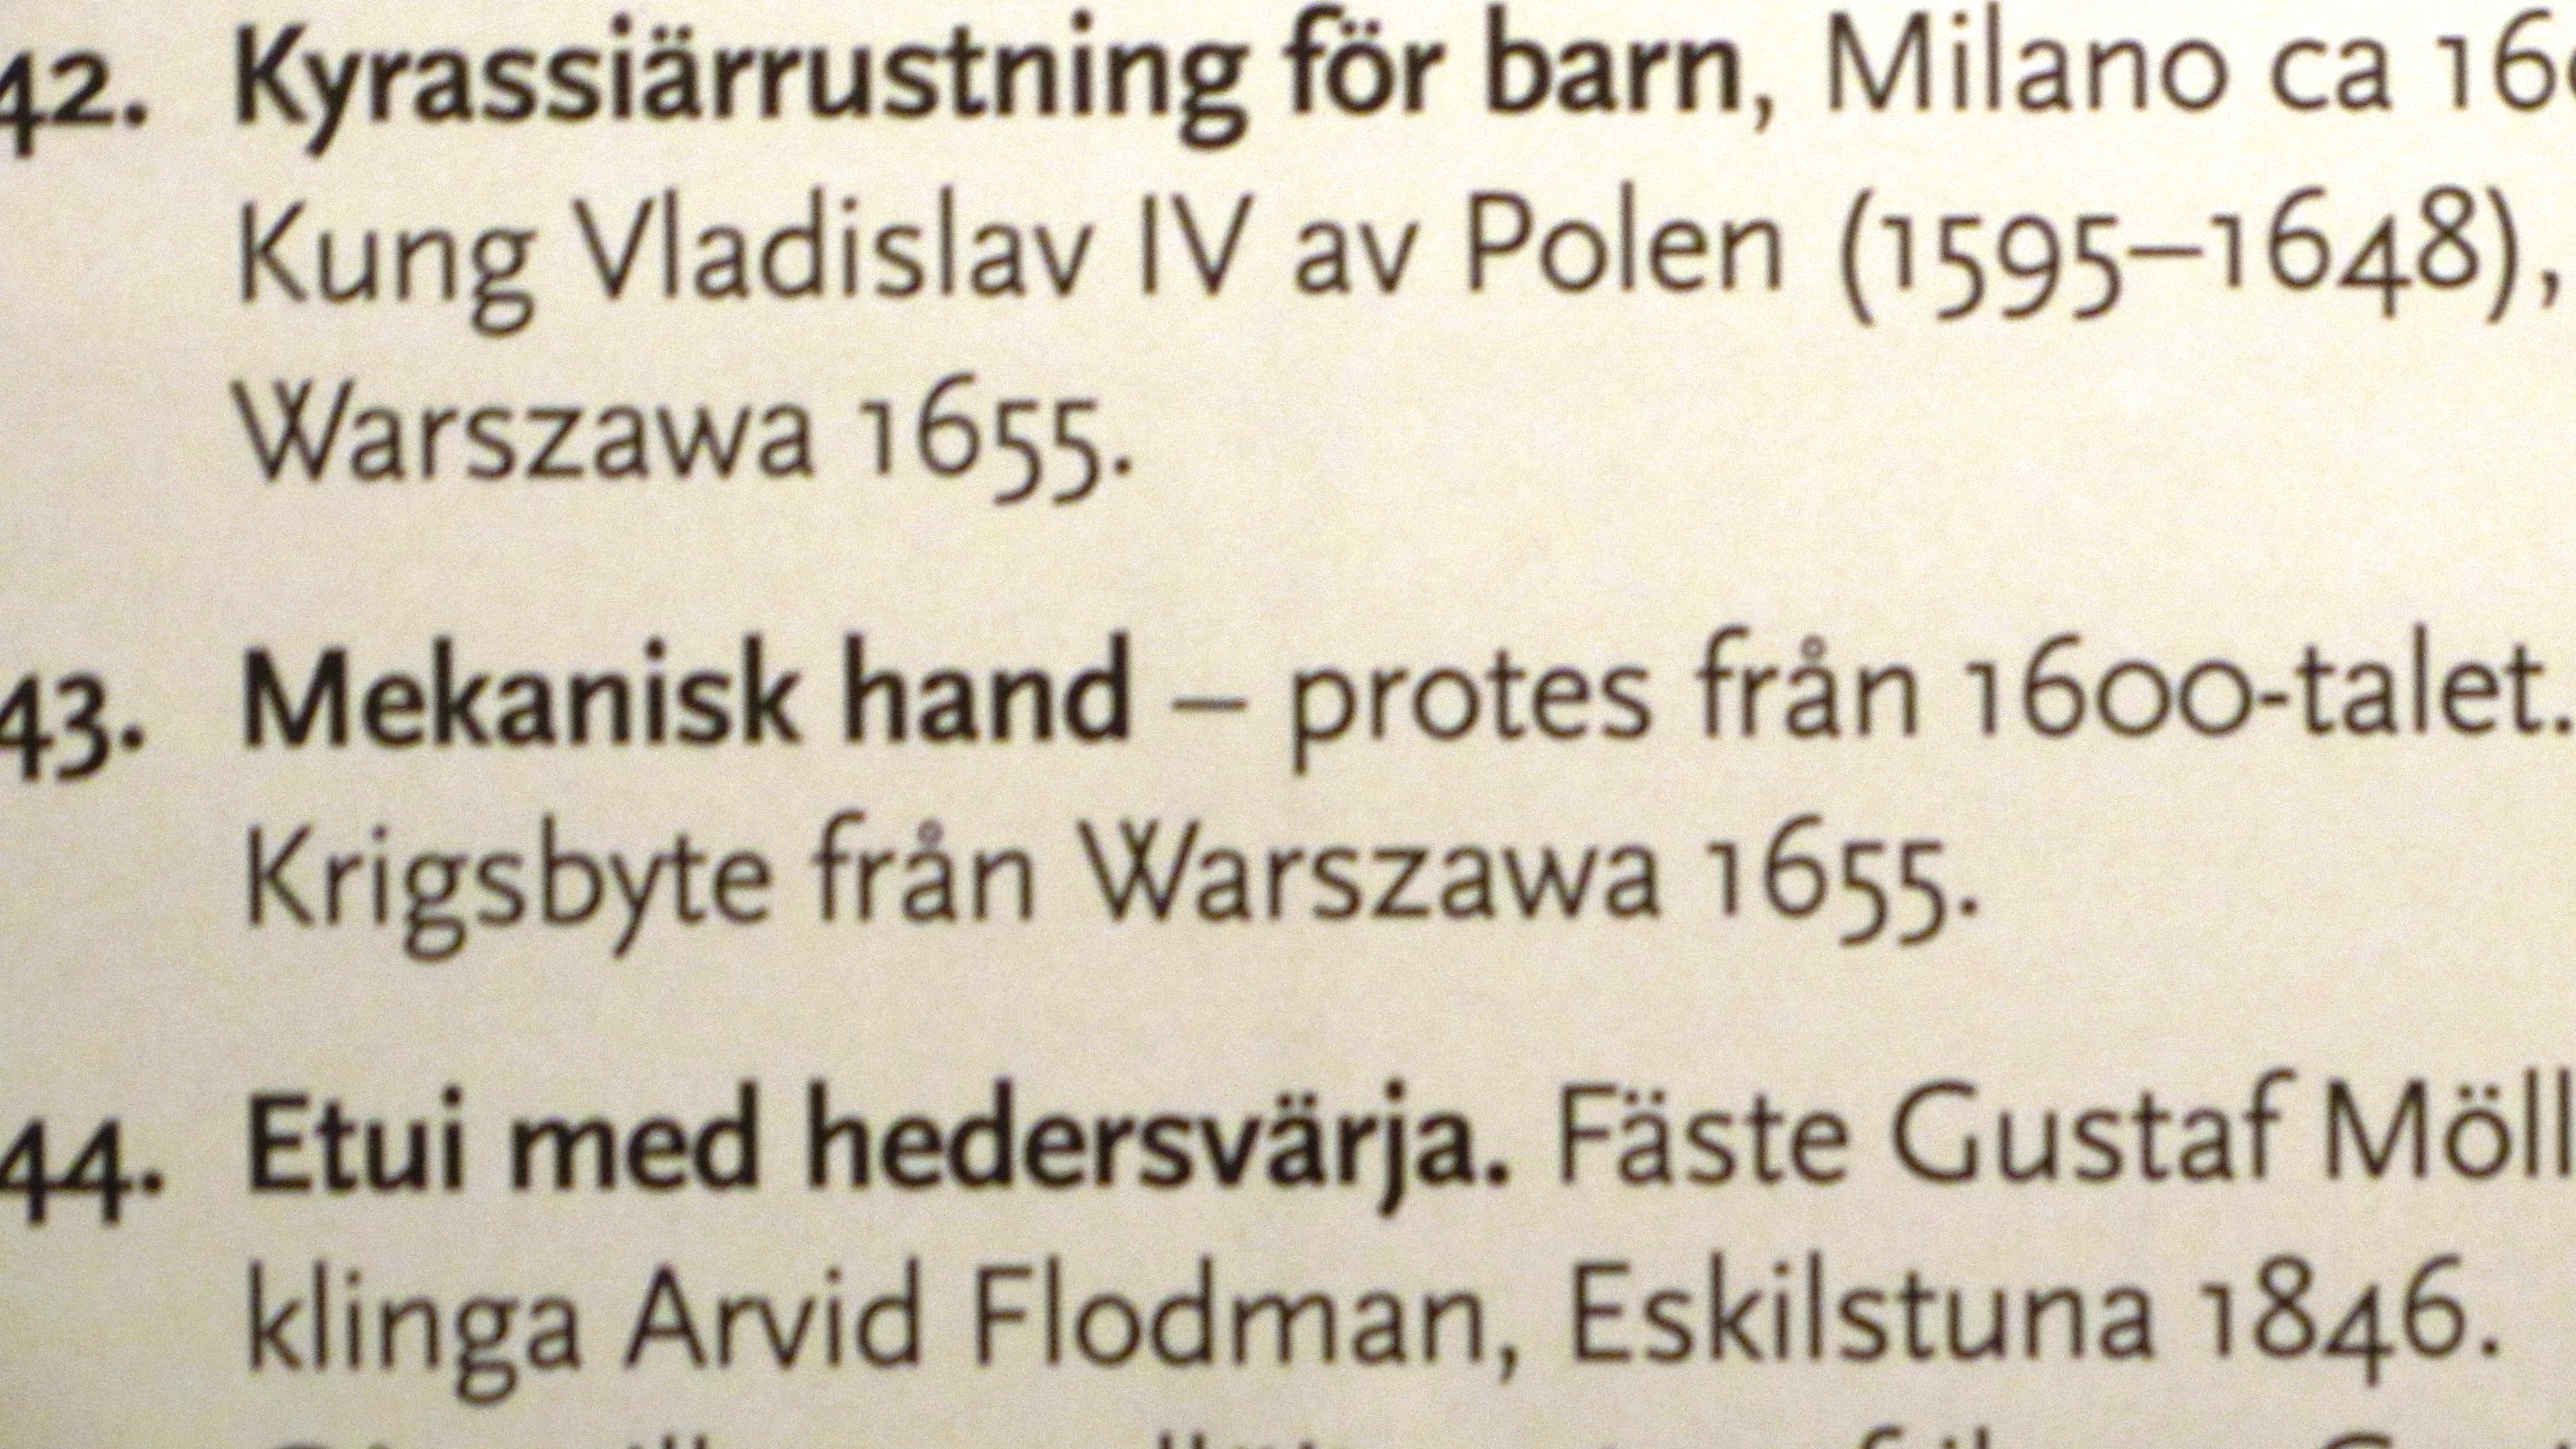 42. Kyrassiärrustning för barn, Milano ca
Kung Vladislav IV av Polen (1595–1648),
Warszawa 1655.
43. Mekanisk hand – protes från 1600-talet.
Krigsbyte från Warszawa 1655.
44. Etui med hedersvärja. Fäste Gustaf
klinga Arvid Flodman, Eskilstuna 1846.